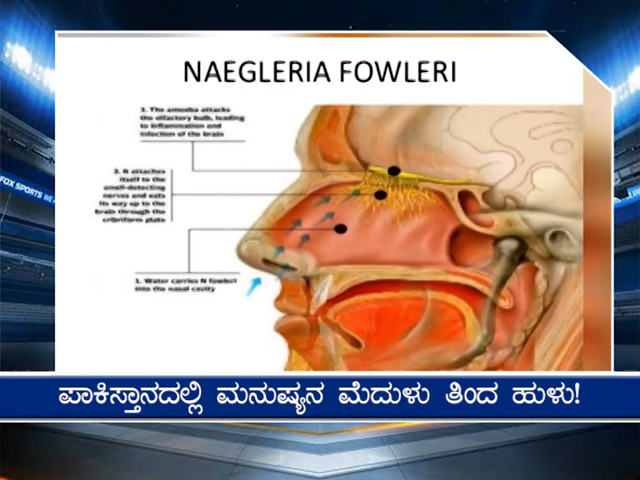 NAEGLERIA FOWLERI
3. The amoeba attacks
the olfactory bulb, leading
to inflammation and
infection of the brain
2. It attaches
itself to the
smell-detecting
nerves and eats
its way up to the
brain through the
cribriform plate
FOX SPORTS
1. Water carries N fowleri
into the nasal cavity
ಪಾಕಿಸ್ತಾನದಲ್ಲಿ ಮನುಷ್ಯನ ಮೆದುಳು ತಿಂದ ಹುಳು!